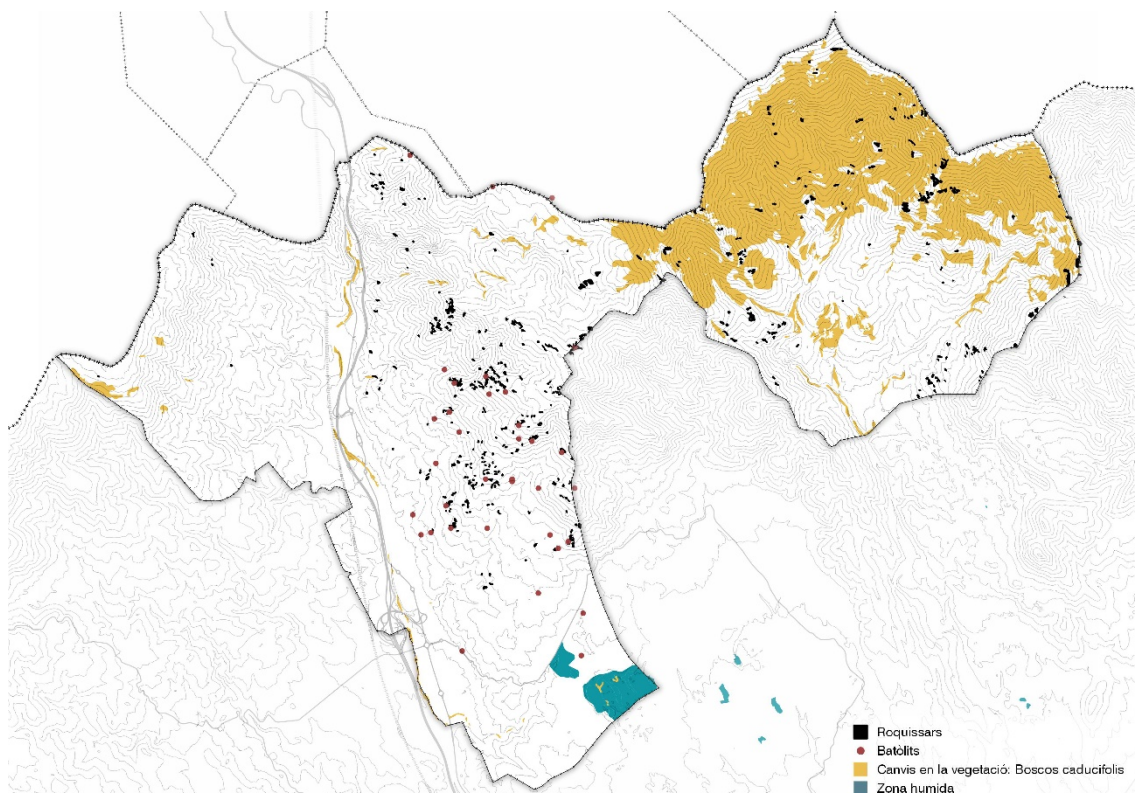 Roquissars
Batòlits
Canvis en la vegetació: Boscos caducifolis
Zona humida